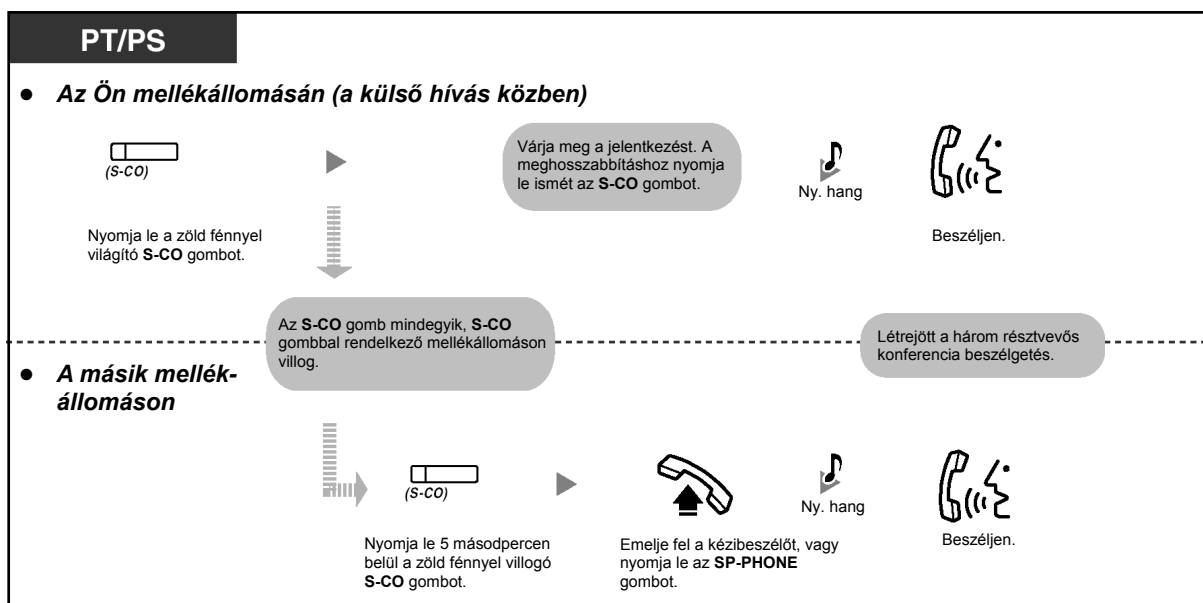 PT/PS
● Az Ön mellékállomásán (a külső hívás közben)
(S-CO)
Nyomja le a zöld fénnyel
világító S-CO gombot.
Várja meg a jelentkezést. A
meghosszabbításhoz nyomja
le ismét az S-CO gombot.
Ny. hang
Beszéljen.
Az S-CO gomb mindegyik, S-CO
gombbal rendelkező mellékállomáson
villog.
Létrejött a három résztvevős
konferencia beszélgetés.
● A másik mellék-
állomáson
(S-CO)
Nyomja le 5 másodpercen
belül a zöld fénnyel villogó
S-CO gombot.
Emelje fel a kézibeszélőt, vagy
nyomja le az SP-PHONE
gombot.
Ny. hang
Beszéljen.